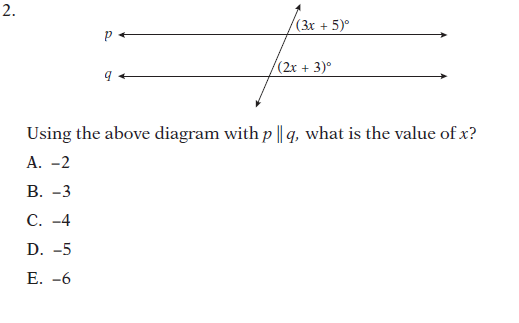 2.
(3x + 5)°
p
(2x + 3)°
q
Using the above diagram with p || q, what is the value of x?
A. –2
B. –3
C. –4
D. –5
E. –6